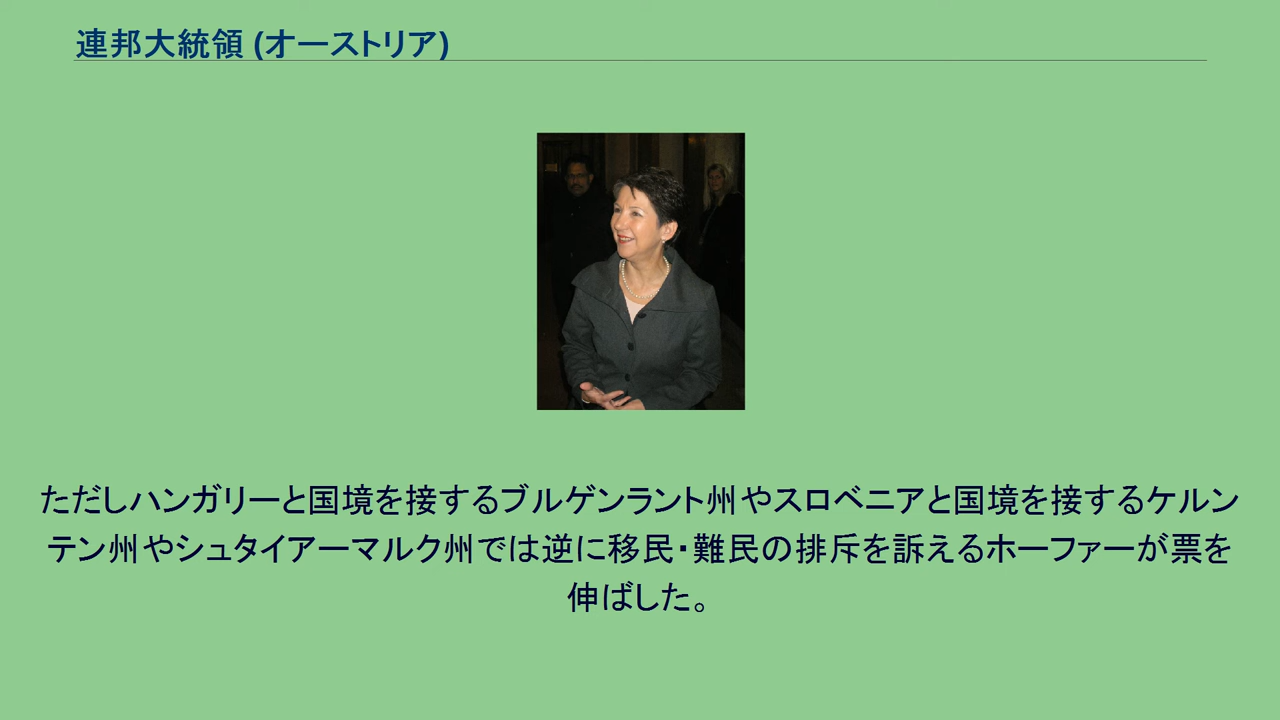 連邦大統領 (オーストリア)
ただしハンガリーと国境を接するブルゲンラント州やスロベニアと国境を接するケルン
テン州やシュタイアーマルク州では逆に移民・難民の排斥を訴えるホーファーが票を
伸ばした。